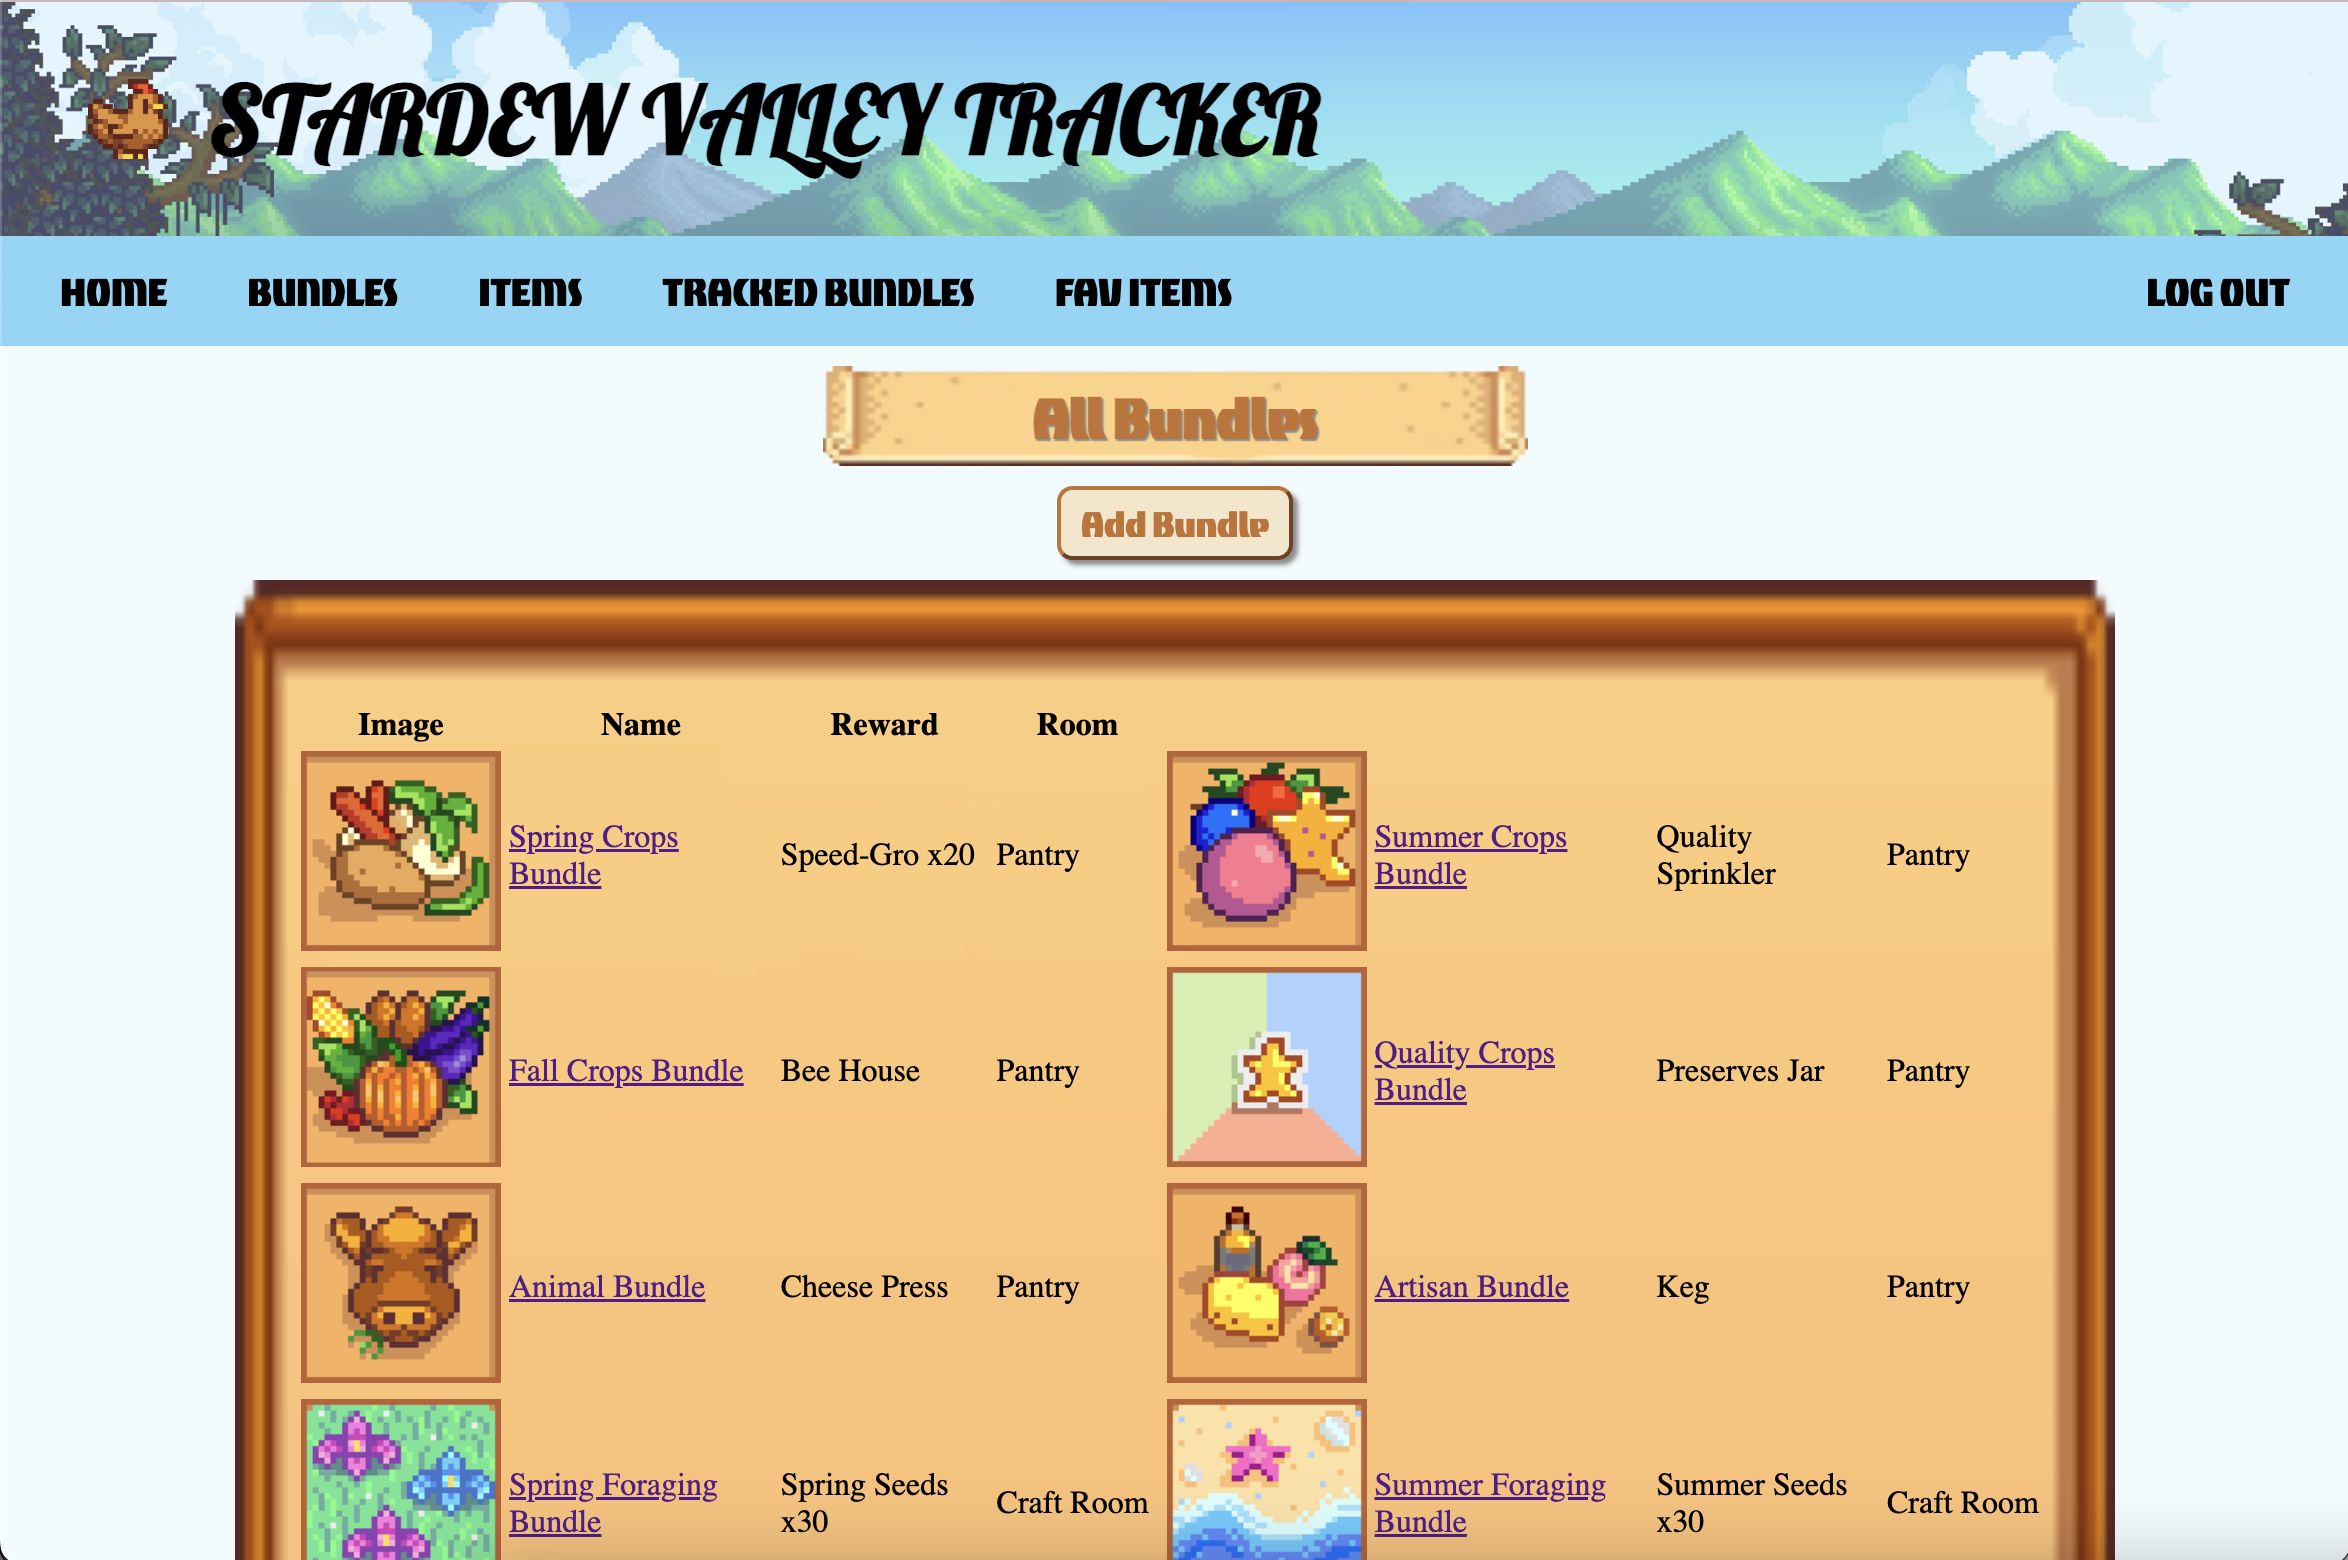 STARDEW VALLEY TRACKER
HOME BUNDLES ITEMS TRACKED BUNDLES FAV ITEMS LOG OUT
All Bundles
Add Bundle
Image Name Reward Room
Spring Crops
Bundle
Speed-Gro x20
Pantry
Summer Crops
Bundle
Quality
Sprinkler
Pantry
Fall Crops Bundle
Bee House
Pantry
Quality Crops
Bundle
Preserves Jar
Pantry
Animal Bundle
Cheese Press
Pantry
Artisan Bundle
Keg
Pantry
Spring Foraging
Bundle
Spring Seeds
x30
Craft Room
Summer Foraging
Bundle
Summer Seeds
x30
Craft Room